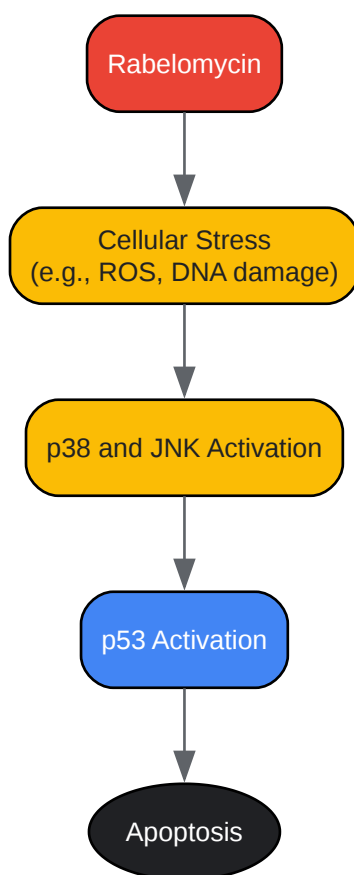 Rabelomycin
Cellular Stress
(e.g., ROS, DNA damage)
p38 and JNK Activation
p53 Activation
Apoptosis